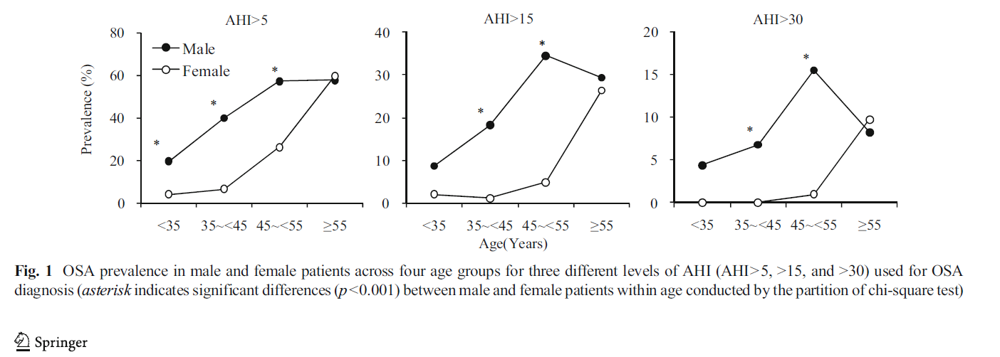 AHI>5
AHI>15
AHI>30
Prevalence (%)
80
60
40
20
0
Male
Female
*
*
*
<35 35~<45 45~<55 ≥55
40
30
20
10
0
*
*
<35 35~<45 45~<55 ≥55
Age(Years)
20
15
10
5
0
*
*
<35 35~<45 45~<55 ≥55
Fig. 1 OSA prevalence in male and female patients across four age groups for three different levels of AHI (AHI>5, >15, and >30) used for OSA
diagnosis (asterisk indicates significant differences (p<0.001) between male and female patients within age conducted by the partition of chi-square test)
Springer